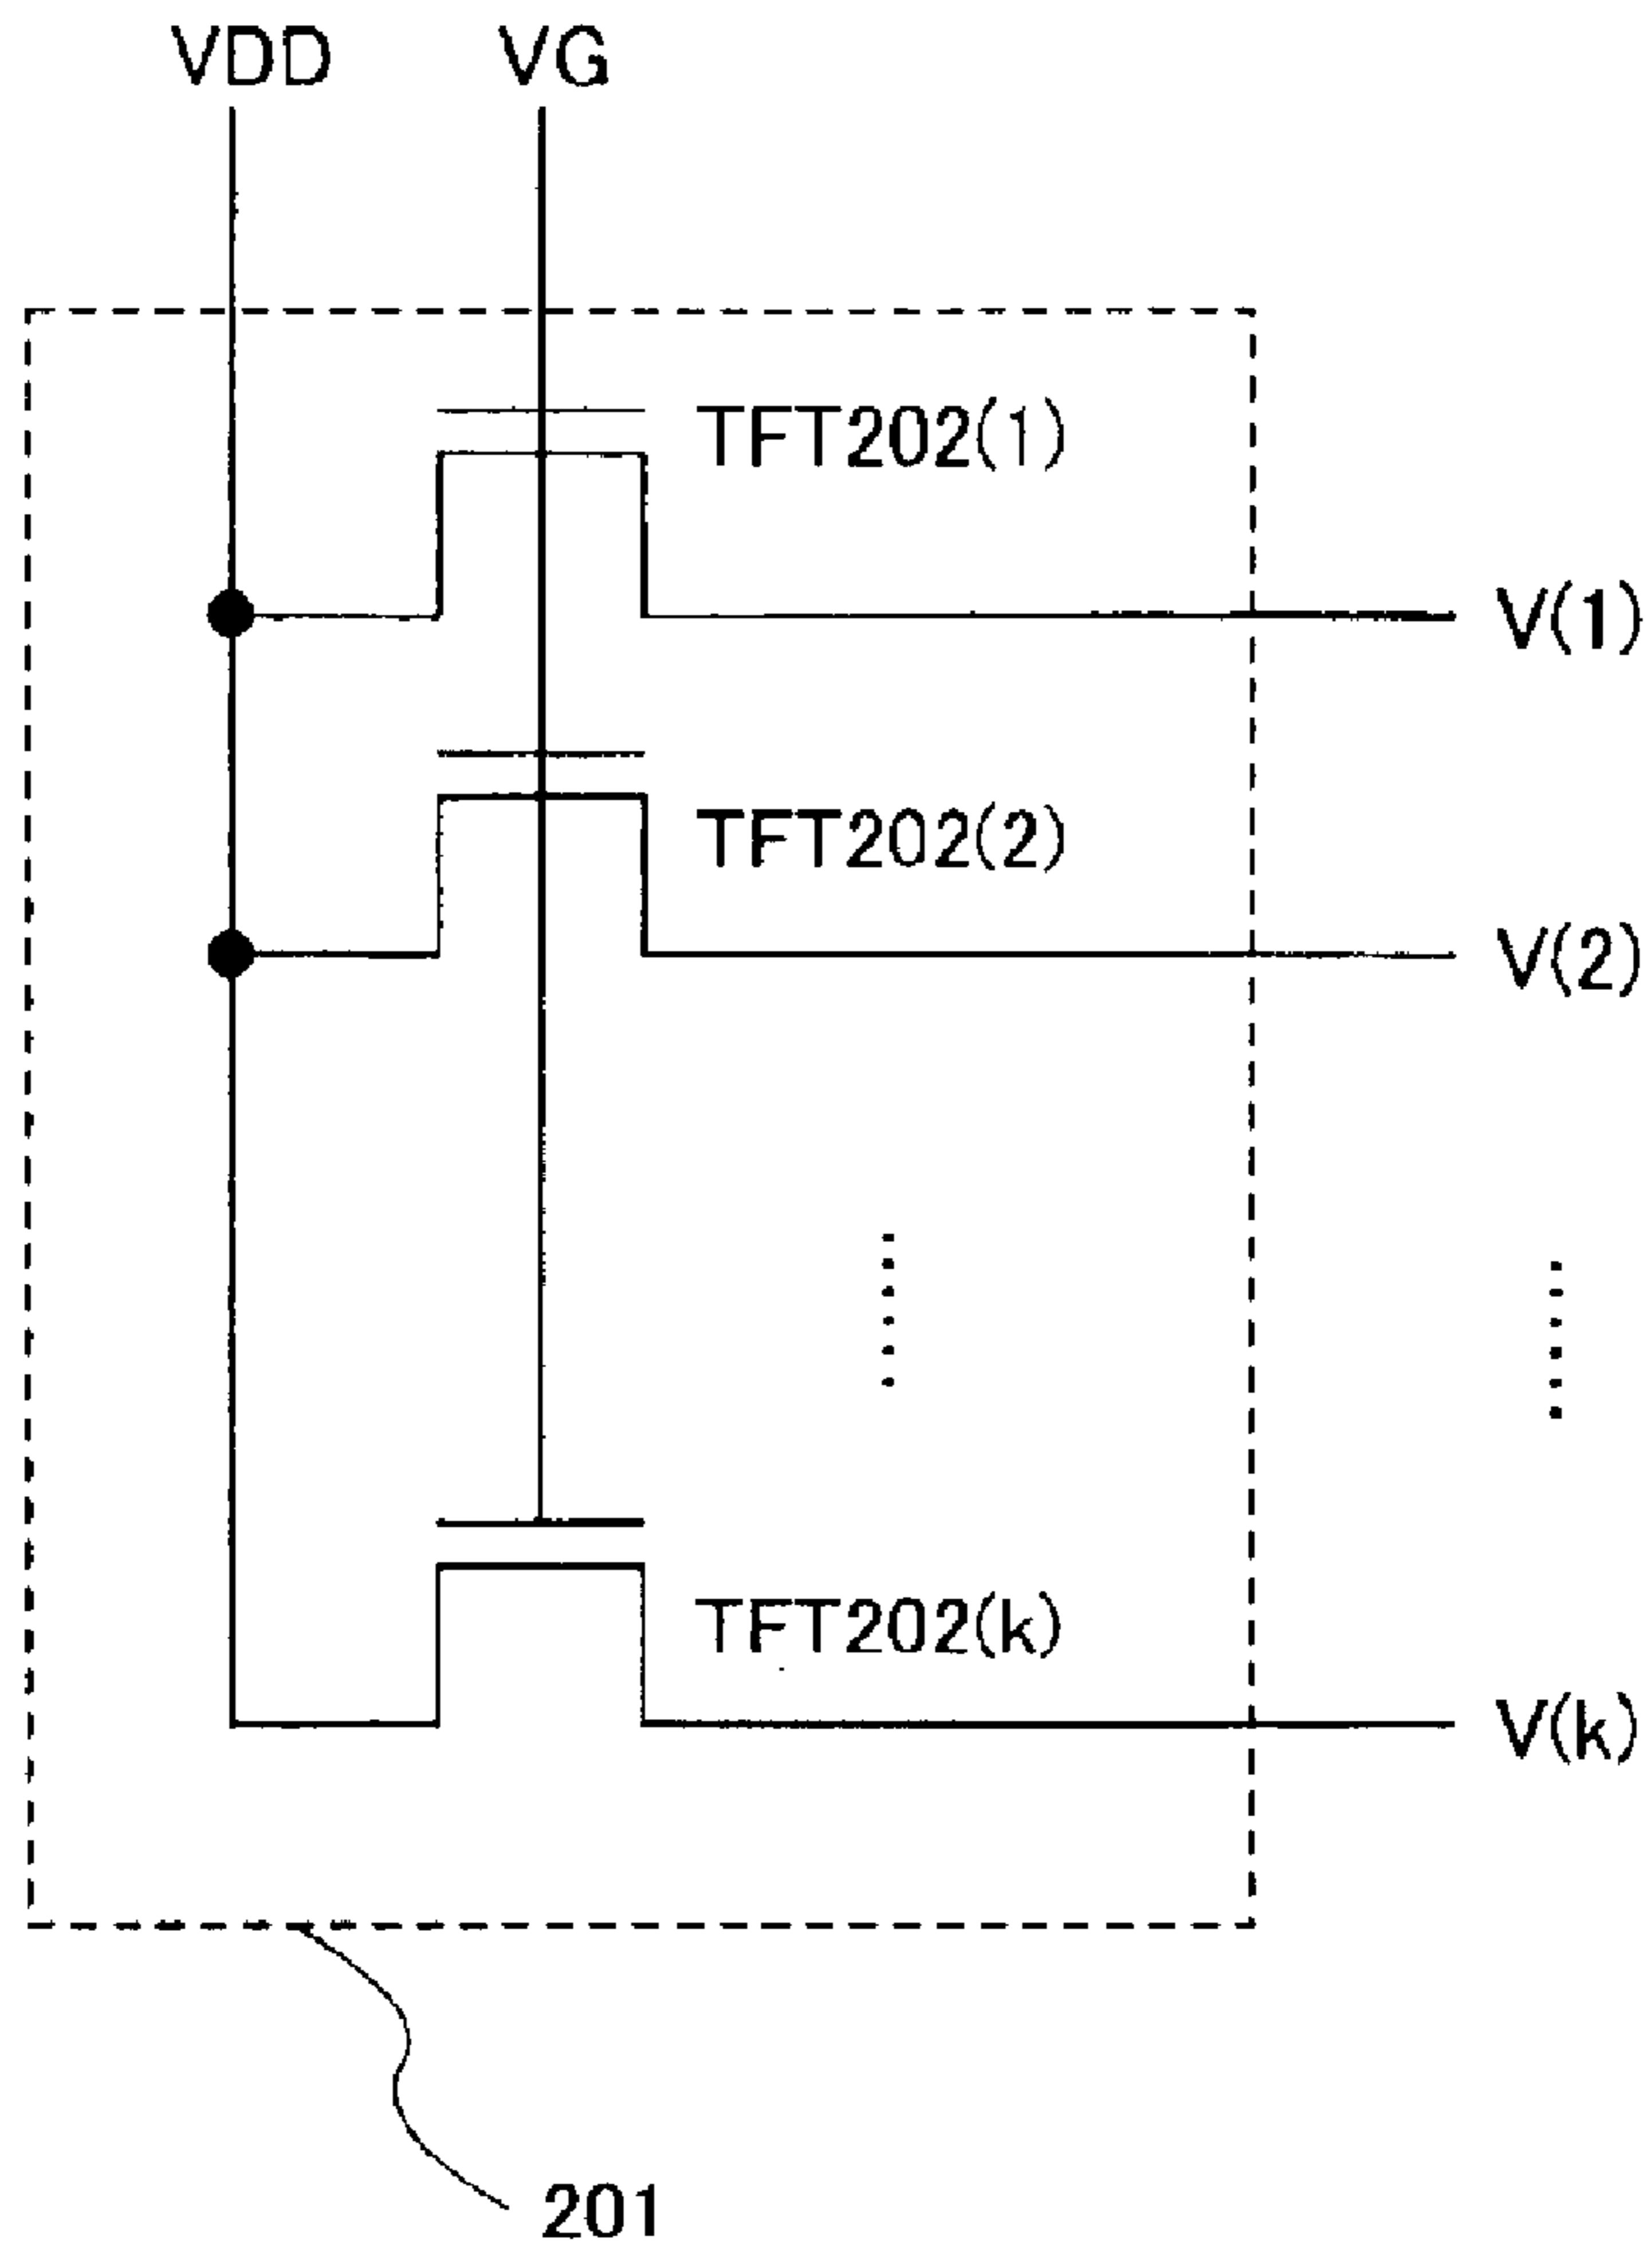 VDD VG
TFT202(1)
V(1)
TFT202(2)
V(2)
TFT202(k)
V(k)
201